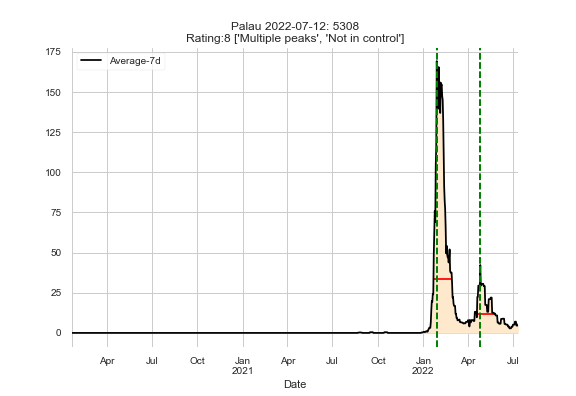 Palau 2022-07-12: 5308
Rating:8 ['Multiple peaks', 'Not in control']
175
Average-7d
150
125
100
75
50
25
0
Apr Jul Oct Jan Apr Jul Oct Jan Apr Jul
2021 2022
Date